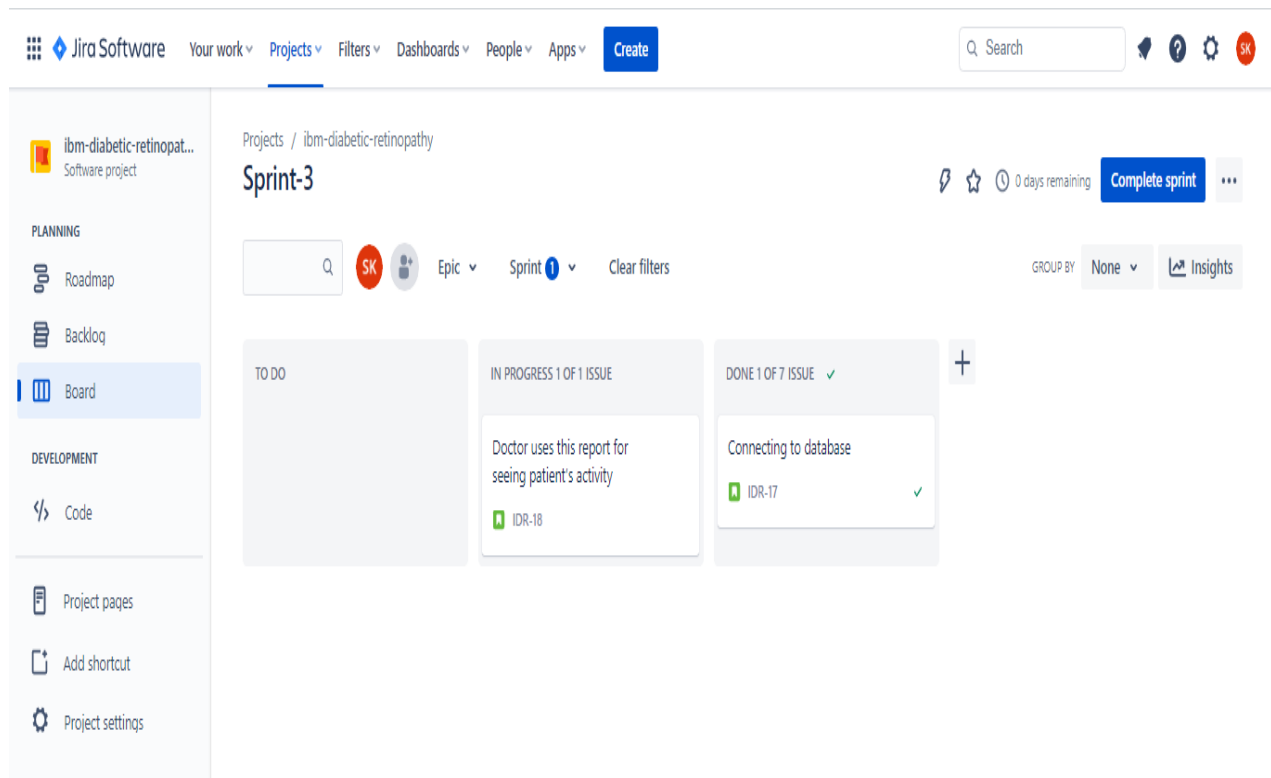 Jira Software Your work Projects Filters Dashboards People Apps Create Search ? SK
ibm-diabetic-retinopat...
Software project
PLANNING
Roadmap
Backlog
Board
DEVELOPMENT
Code
Project pages
Add shortcut
Project settings
Projects / ibm-diabetic-retinopathy
Sprint-3
0 days remaining Complete sprint ...
SK Epic Sprint 1 Clear filters GROUP BY None Insights
TO DO
IN PROGRESS 1 OF 1 ISSUE
Doctor uses this report for
seeing patient's activity
IDR-18
DONE 1 OF 7 ISSUE
Connecting to database
IDR-17